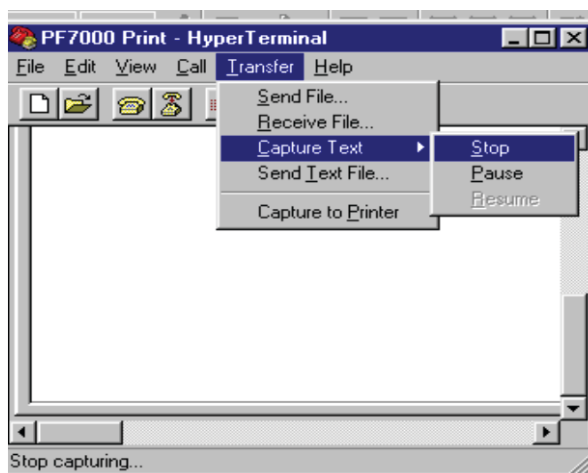 PF7000 Print - HyperTerminal
File Edit View Call Transfer Help
Send File...
Receive File...
Capture Text
Send Text File...
Capture to Printer
Stop
Pause
Resume
Stop capturing...